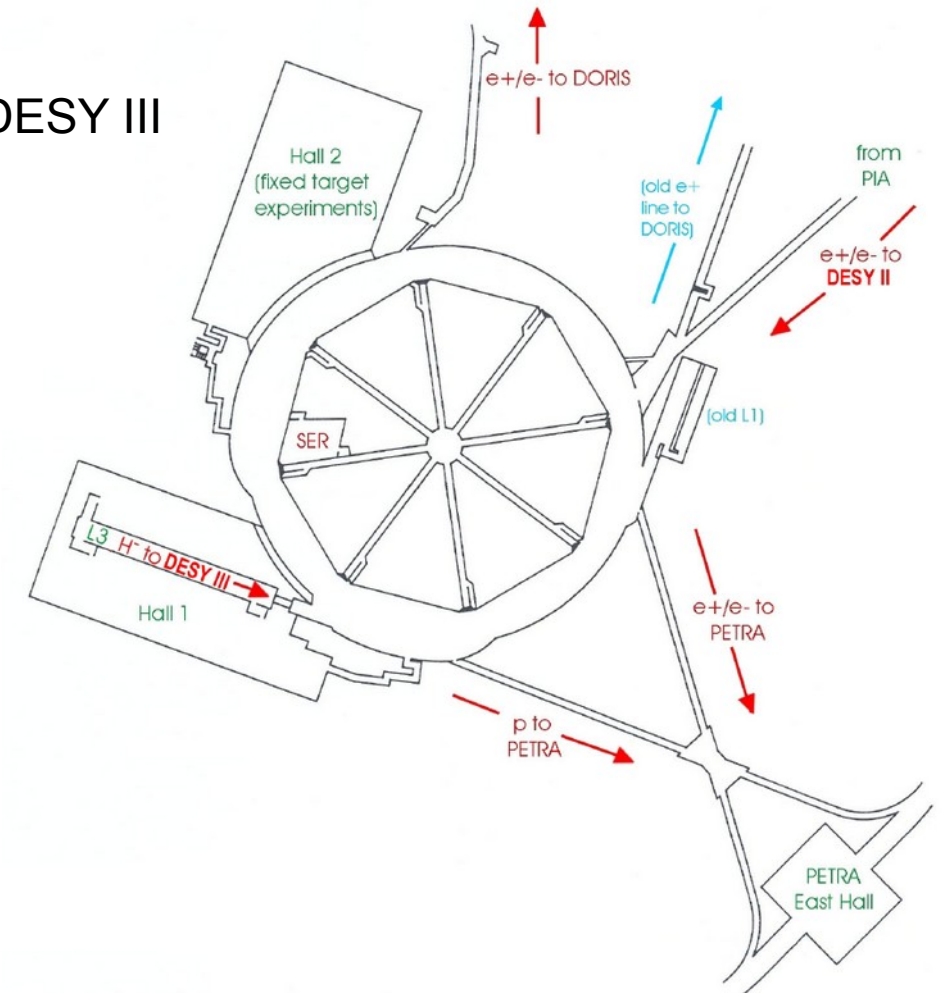 DESY III
e+/e- to DORIS
Hall 2
(fixed target
experiments)
from
PIA
(old e+
line to
DORIS)
e+/e- to
DESY II
(old L1)
SER
L3 H⁻ to DESY III
Hall 1
e+/e- to
PETRA
p to
PETRA
PETRA
East Hall